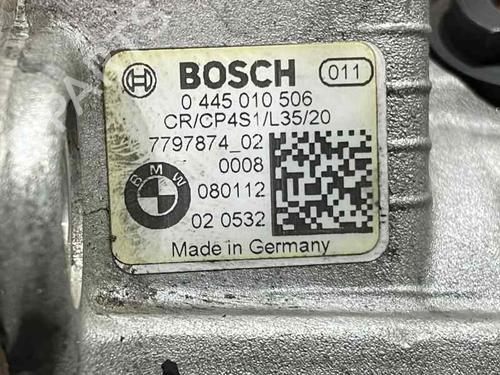 BOSCH 011
0 445 010 506
CR/CP4S1/L35/20
7797874_02
0008
BMW 080112
02 0532
Made in Germany